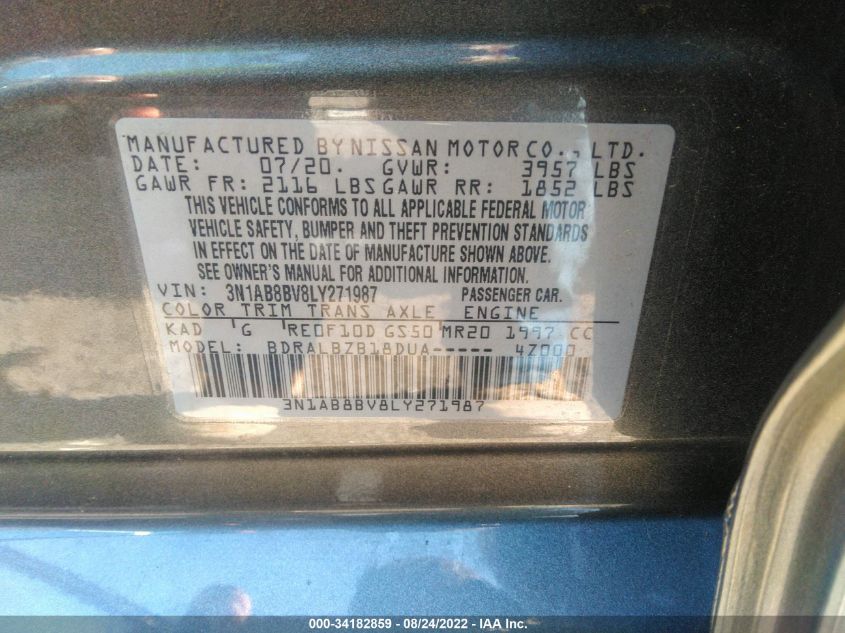 MANUFACTURED BY NISSAN MOTOR CO., LTD.
DATE: 07/20. GVWR: 3957 LBS
GAWR FR: 2116 LBS GAWR RR: 1852 LBS
THIS VEHICLE CONFORMS TO ALL APPLICABLE FEDERAL MOTOR
VEHICLE SAFETY, BUMPER AND THEFT PREVENTION STANDARDS
IN EFFECT ON THE DATE OF MANUFACTURE SHOWN ABOVE.
SEE OWNER'S MANUAL FOR ADDITIONAL INFORMATION.
VIN: 3N1AB8BV8LY271987 PASSENGER CAR.
COLOR TRIM TRANS AXLE ENGINE
KAD G RE0F10D GS50 MR20 1997 CC
MODEL: BDRALBZB18DUA----- 4Z000
3N1AB8BV8LY271987
000-34182859 - 08/24/2022 - IAA Inc.